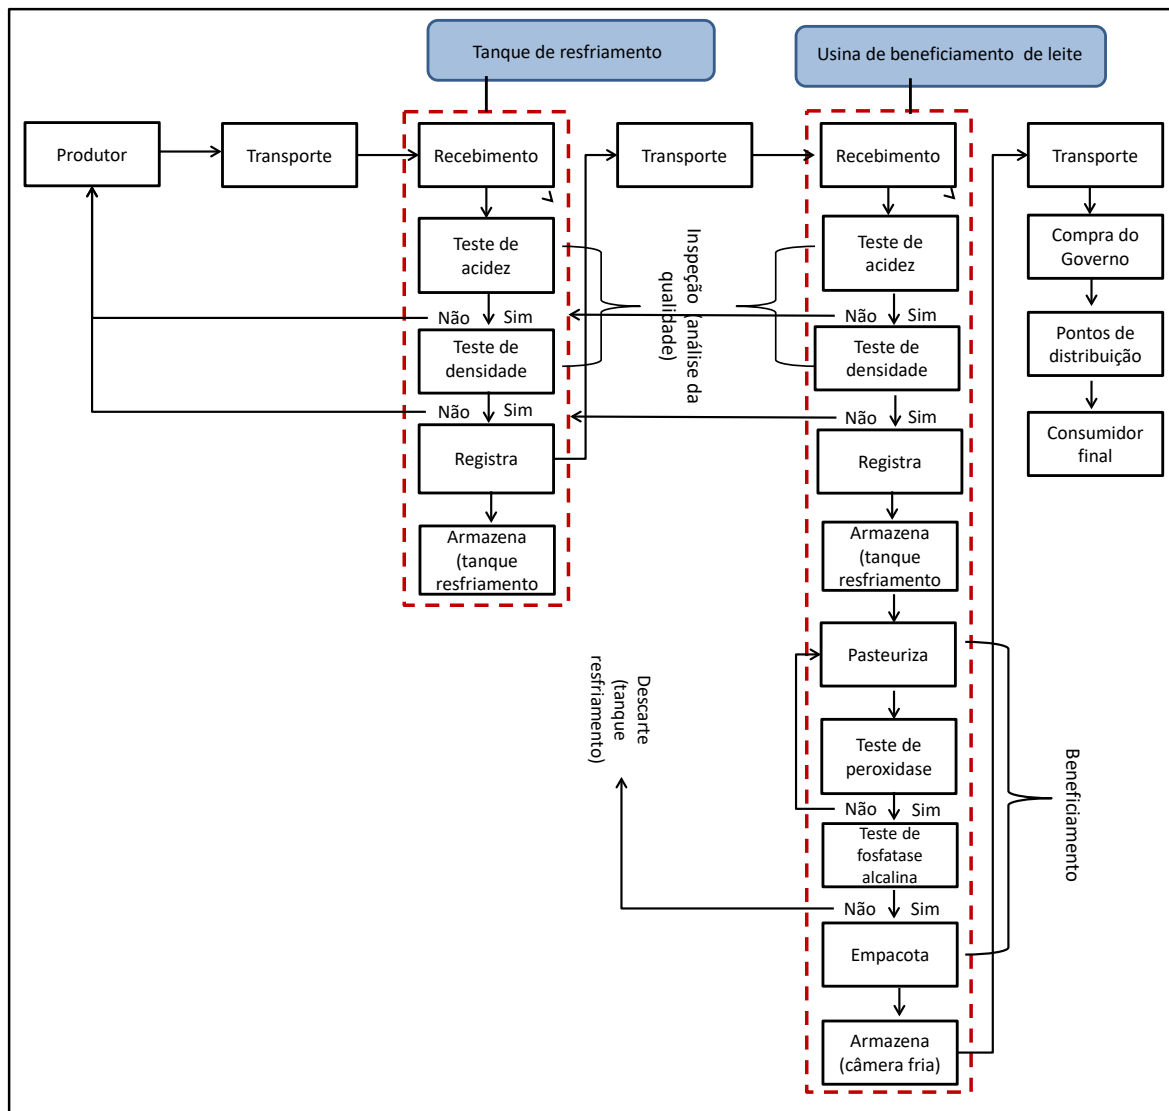 Tanque de resfriamento
Usina de beneficiamento de leite
Produtor
Transporte
Recebimento
Transporte
Recebimento
Transporte
Teste de
acidez
Não
Sim
Teste de
densidade
Não
Sim
Registra
Armazena
(tanque
resfriamento
Inspeção (análise da
qualidade)
Teste de
acidez
Não
Sim
Teste de
densidade
Não
Sim
Registra
Armazena
(tanque
resfriamento
Pasteuriza
Teste de
peroxidase
Não
Sim
Teste de
fosfatase
alcalina
Não
Sim
Empacota
Armazena
(câmera fria)
Descarte
(tanque
resfriamento)
Beneficiamento
Compra do
Governo
Pontos de
distribuição
Consumidor
final